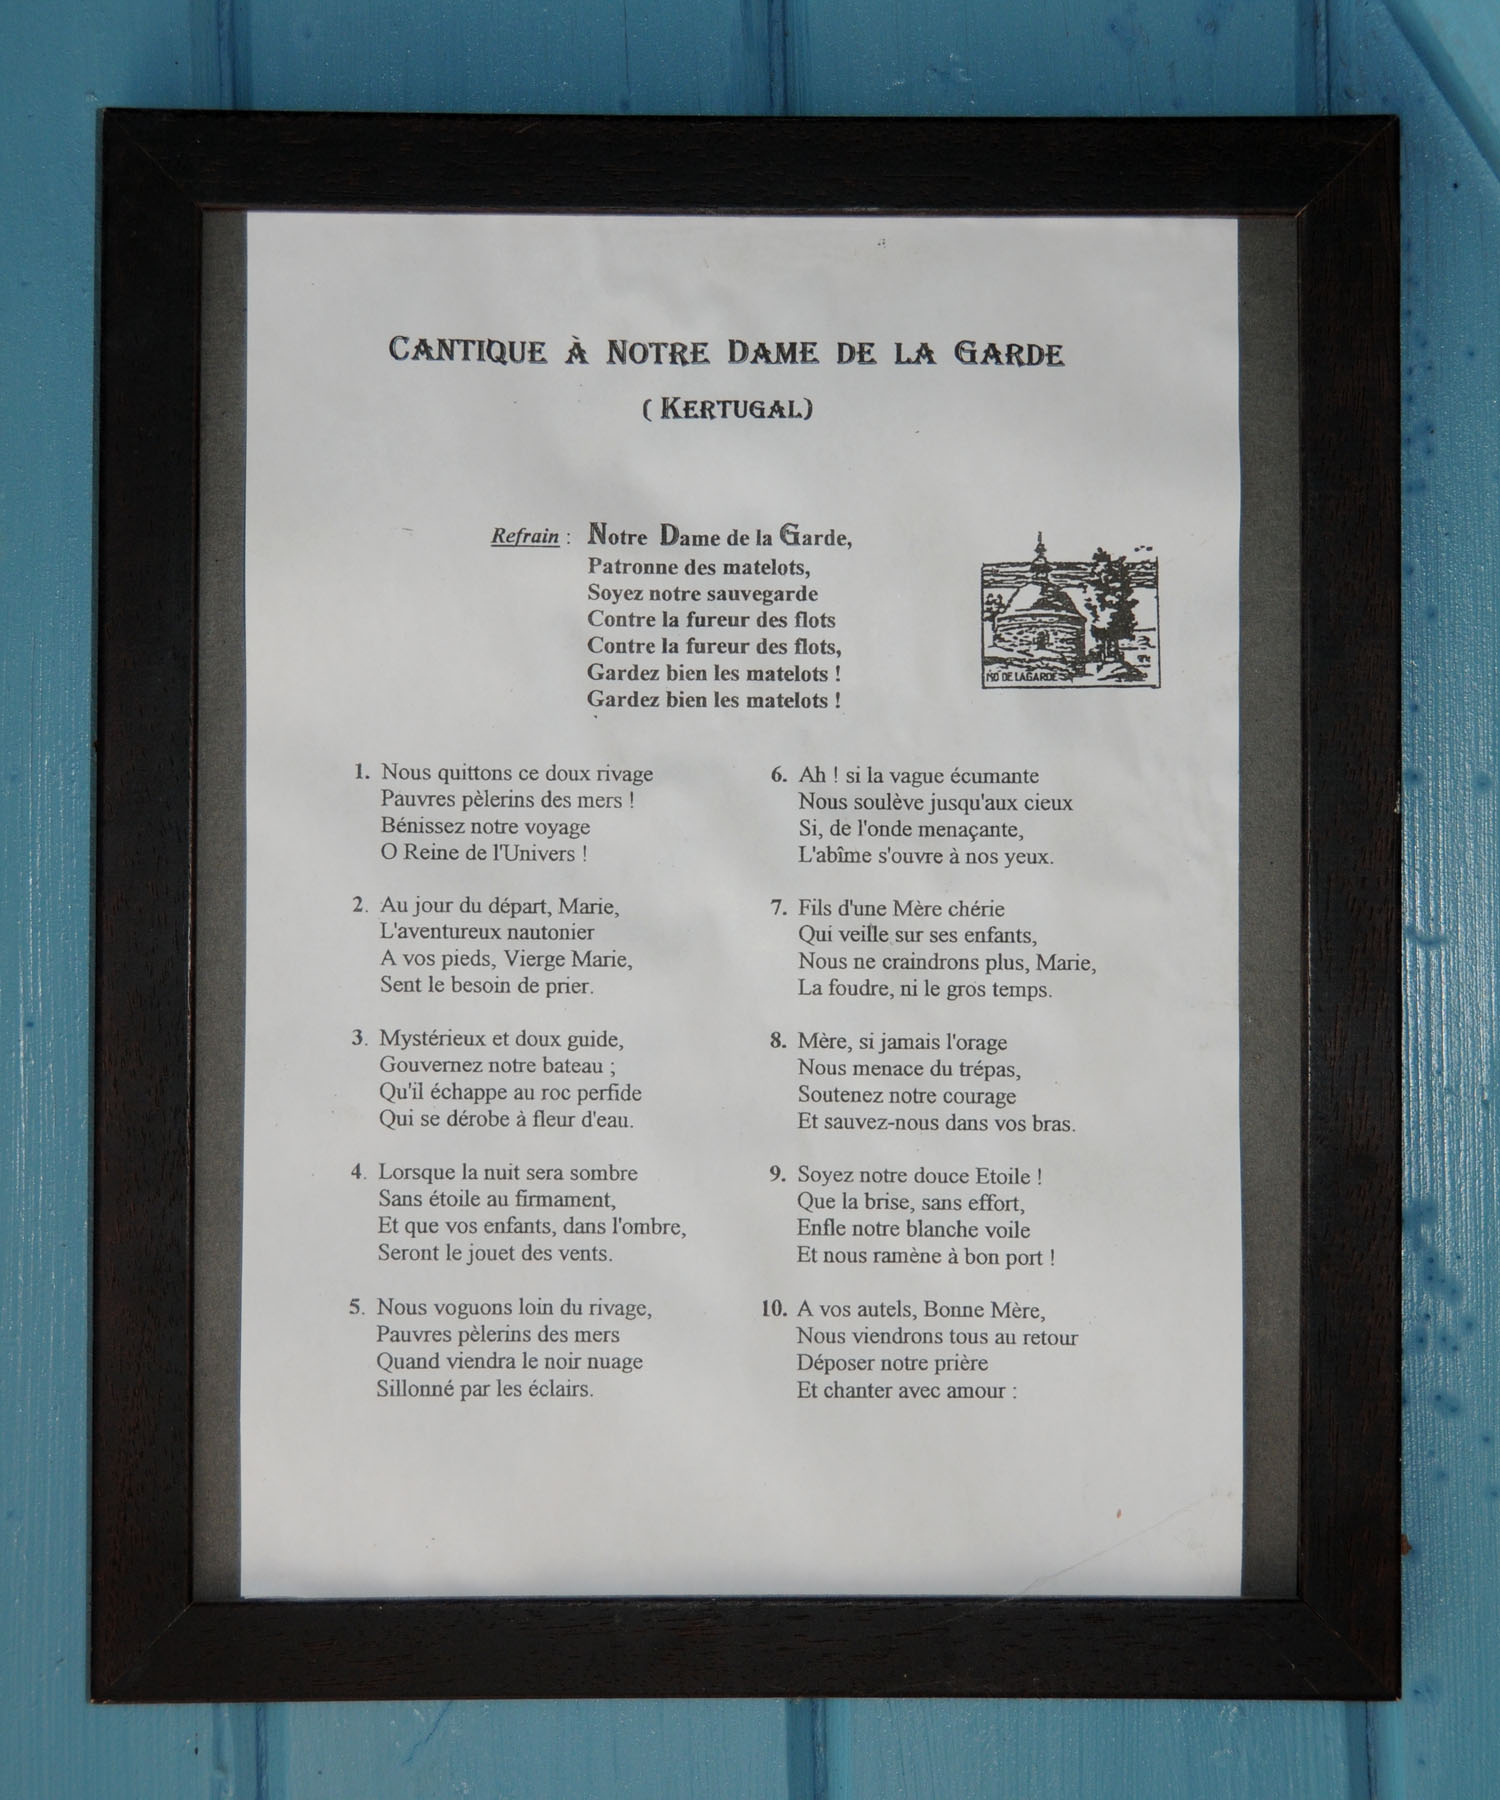 CANTIQUE À NOTRE DAME DE LA GARDE
( KERTUGAL)
Refrain : Notre Dame de la Garde,
Patronne des matelots,
Soyez notre sauvegarde
Contre la fureur des flots
Contre la fureur des flots,
Gardez bien les matelots !
Gardez bien les matelots !
ND DE LAGARDE
1. Nous quittons ce doux rivage
Pauvres pèlerins des mers !
Bénissez notre voyage
O Reine de l'Univers !
2. Au jour du départ, Marie,
L'aventureux nautonier
A vos pieds, Vierge Marie,
Sent le besoin de prier.
3. Mystérieux et doux guide,
Gouvernez notre bateau ;
Qu'il échappe au roc perfide
Qui se dérobe à fleur d'eau.
4. Lorsque la nuit sera sombre
Sans étoile au firmament,
Et que vos enfants, dans l'ombre,
Seront le jouet des vents.
5. Nous voguons loin du rivage,
Pauvres pèlerins des mers
Quand viendra le noir nuage
Sillonné par les éclairs.
6. Ah ! si la vague écumante
Nous soulève jusqu'aux cieux
Si, de l'onde menaçante,
L'abîme s'ouvre à nos yeux.
7. Fils d'une Mère chérie
Qui veille sur ses enfants,
Nous ne craindrons plus, Marie,
La foudre, ni le gros temps.
8. Mère, si jamais l'orage
Nous menace du trépas,
Soutenez notre courage
Et sauvez-nous dans vos bras.
9. Soyez notre douce Etoile !
Que la brise, sans effort,
Enfle notre blanche voile
Et nous ramène à bon port !
10. A vos autels, Bonne Mère,
Nous viendrons tous au retour
Déposer notre prière
Et chanter avec amour :